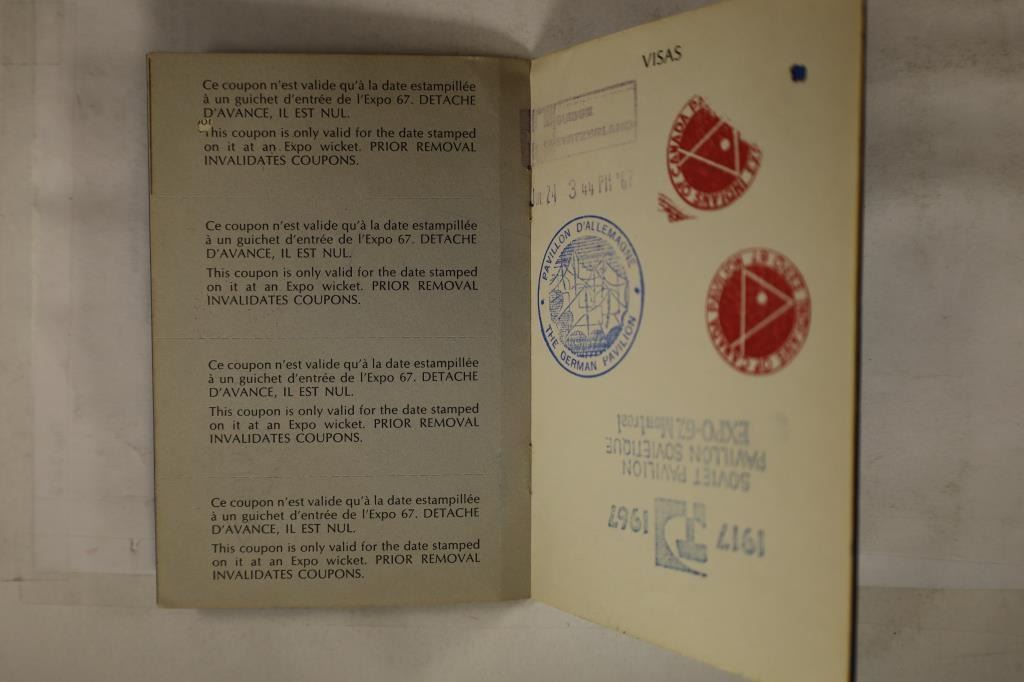 Ce coupon n'est valide qu'à la date estampillée
à un guichet d'entrée de l'Expo 67. DETACHE
D'AVANCE, IL EST NUL.
This coupon is only valid for the date stamped
on it at an Expo wicket. PRIOR REMOVAL
INVALIDATES COUPONS.
Ce coupon n'est valide qu'à la date estampillée
à un guichet d'entrée de l'Expo 67. DETACHE
D'AVANCE, IL EST NUL.
This coupon is only valid for the date stamped
on it at an Expo wicket. PRIOR REMOVAL
INVALIDATES COUPONS.
Ce coupon n'est valide qu'à la date estampillée
à un guichet d'entrée de l'Expo 67. DETACHE
D'AVANCE, IL EST NUL.
This coupon is only valid for the date stamped
on it at an Expo wicket. PRIOR REMOVAL
INVALIDATES COUPONS.
Ce coupon n'est valide qu'à la date estampillée
à un guichet d'entrée de l'Expo 67. DETACHE
D'AVANCE, IL EST NUL.
This coupon is only valid for the date stamped
on it at an Expo wicket. PRIOR REMOVAL
INVALIDATES COUPONS.
VISAS
24 3 44 PM '67
PAVILLON D'ALLEMAGNE
THE GERMAN PAVILION
CANADA
1917 1967
SOVIET PAVILION
PAVILLON SOVIETIQUE
EXPO-67, Montreal